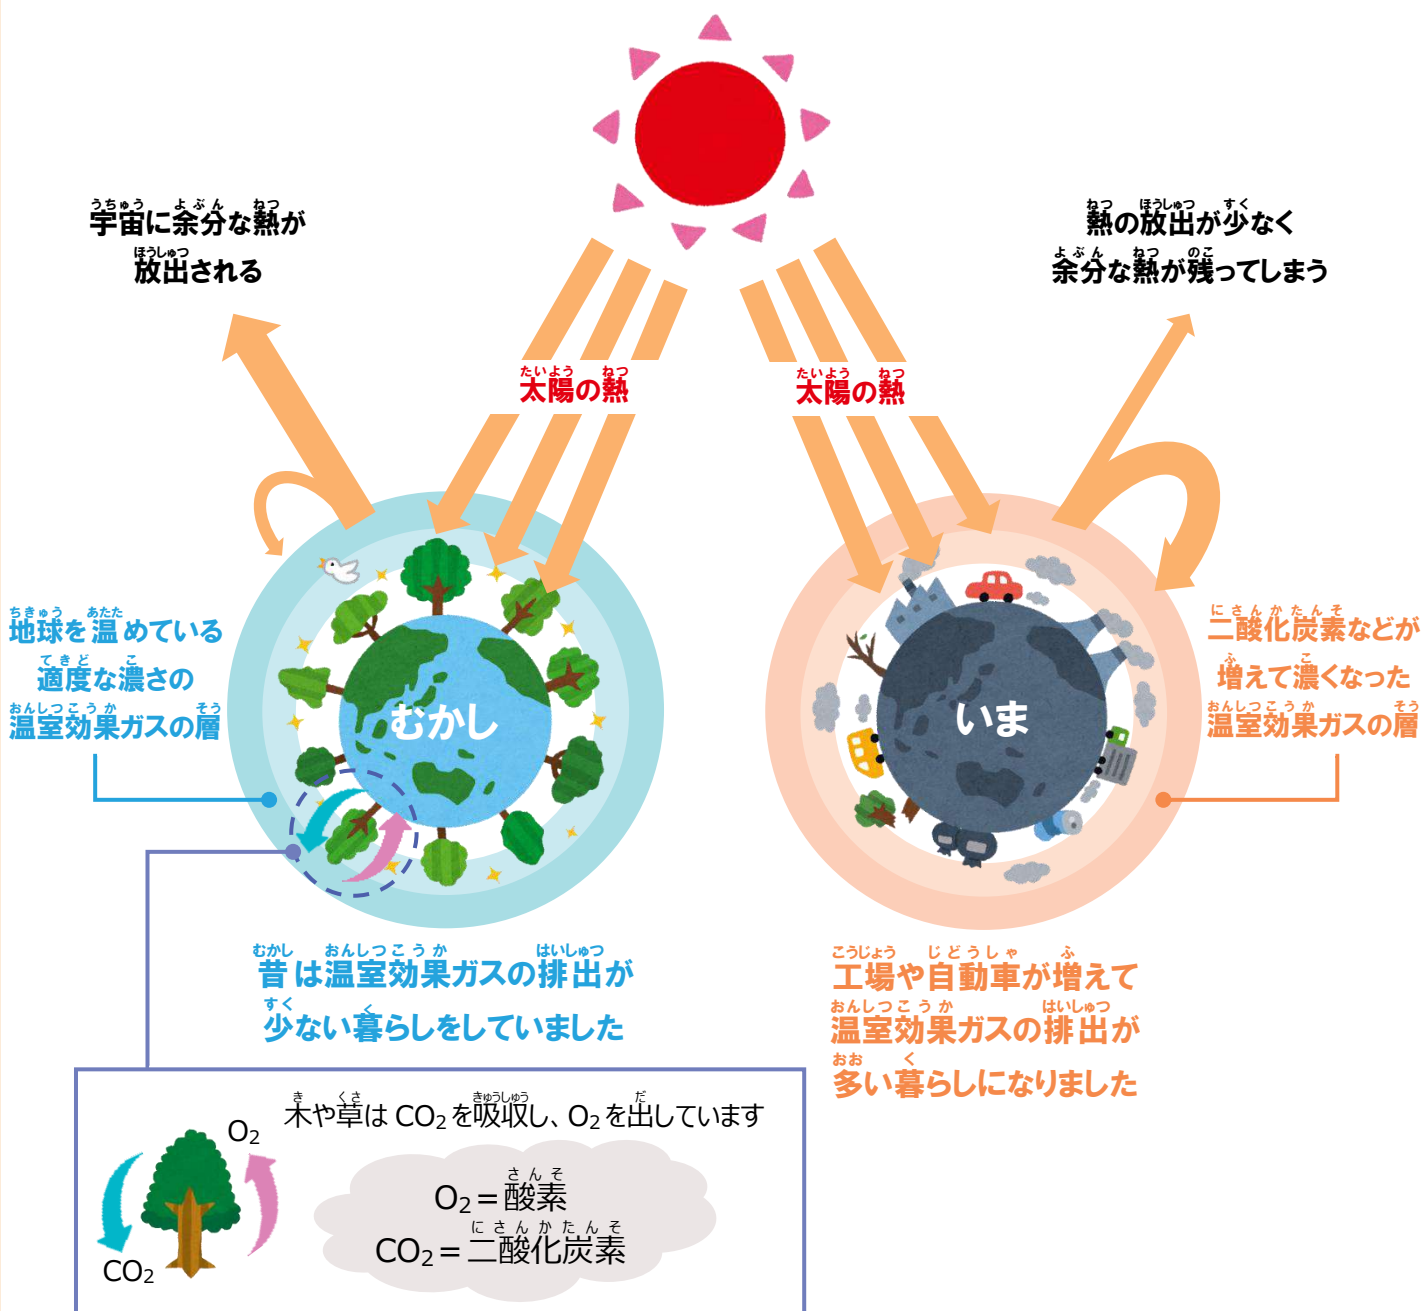 宇宙に余分な熱が
放出される
熱の放出が少なく
余分な熱が残ってしまう
太陽の熱
太陽の熱
地球を温めている
適度な濃さの
温室効果ガスの層
むかし
いま
二酸化炭素などが
増えて濃くなった
温室効果ガスの層
昔は温室効果ガスの排出が
少ない暮らしをしていました
工場や自動車が増えて
温室効果ガスの排出が
多い暮らしになりました
木や草は CO₂を吸収し、O₂を出しています
O₂
CO₂
O₂=酸素
CO₂=二酸化炭素